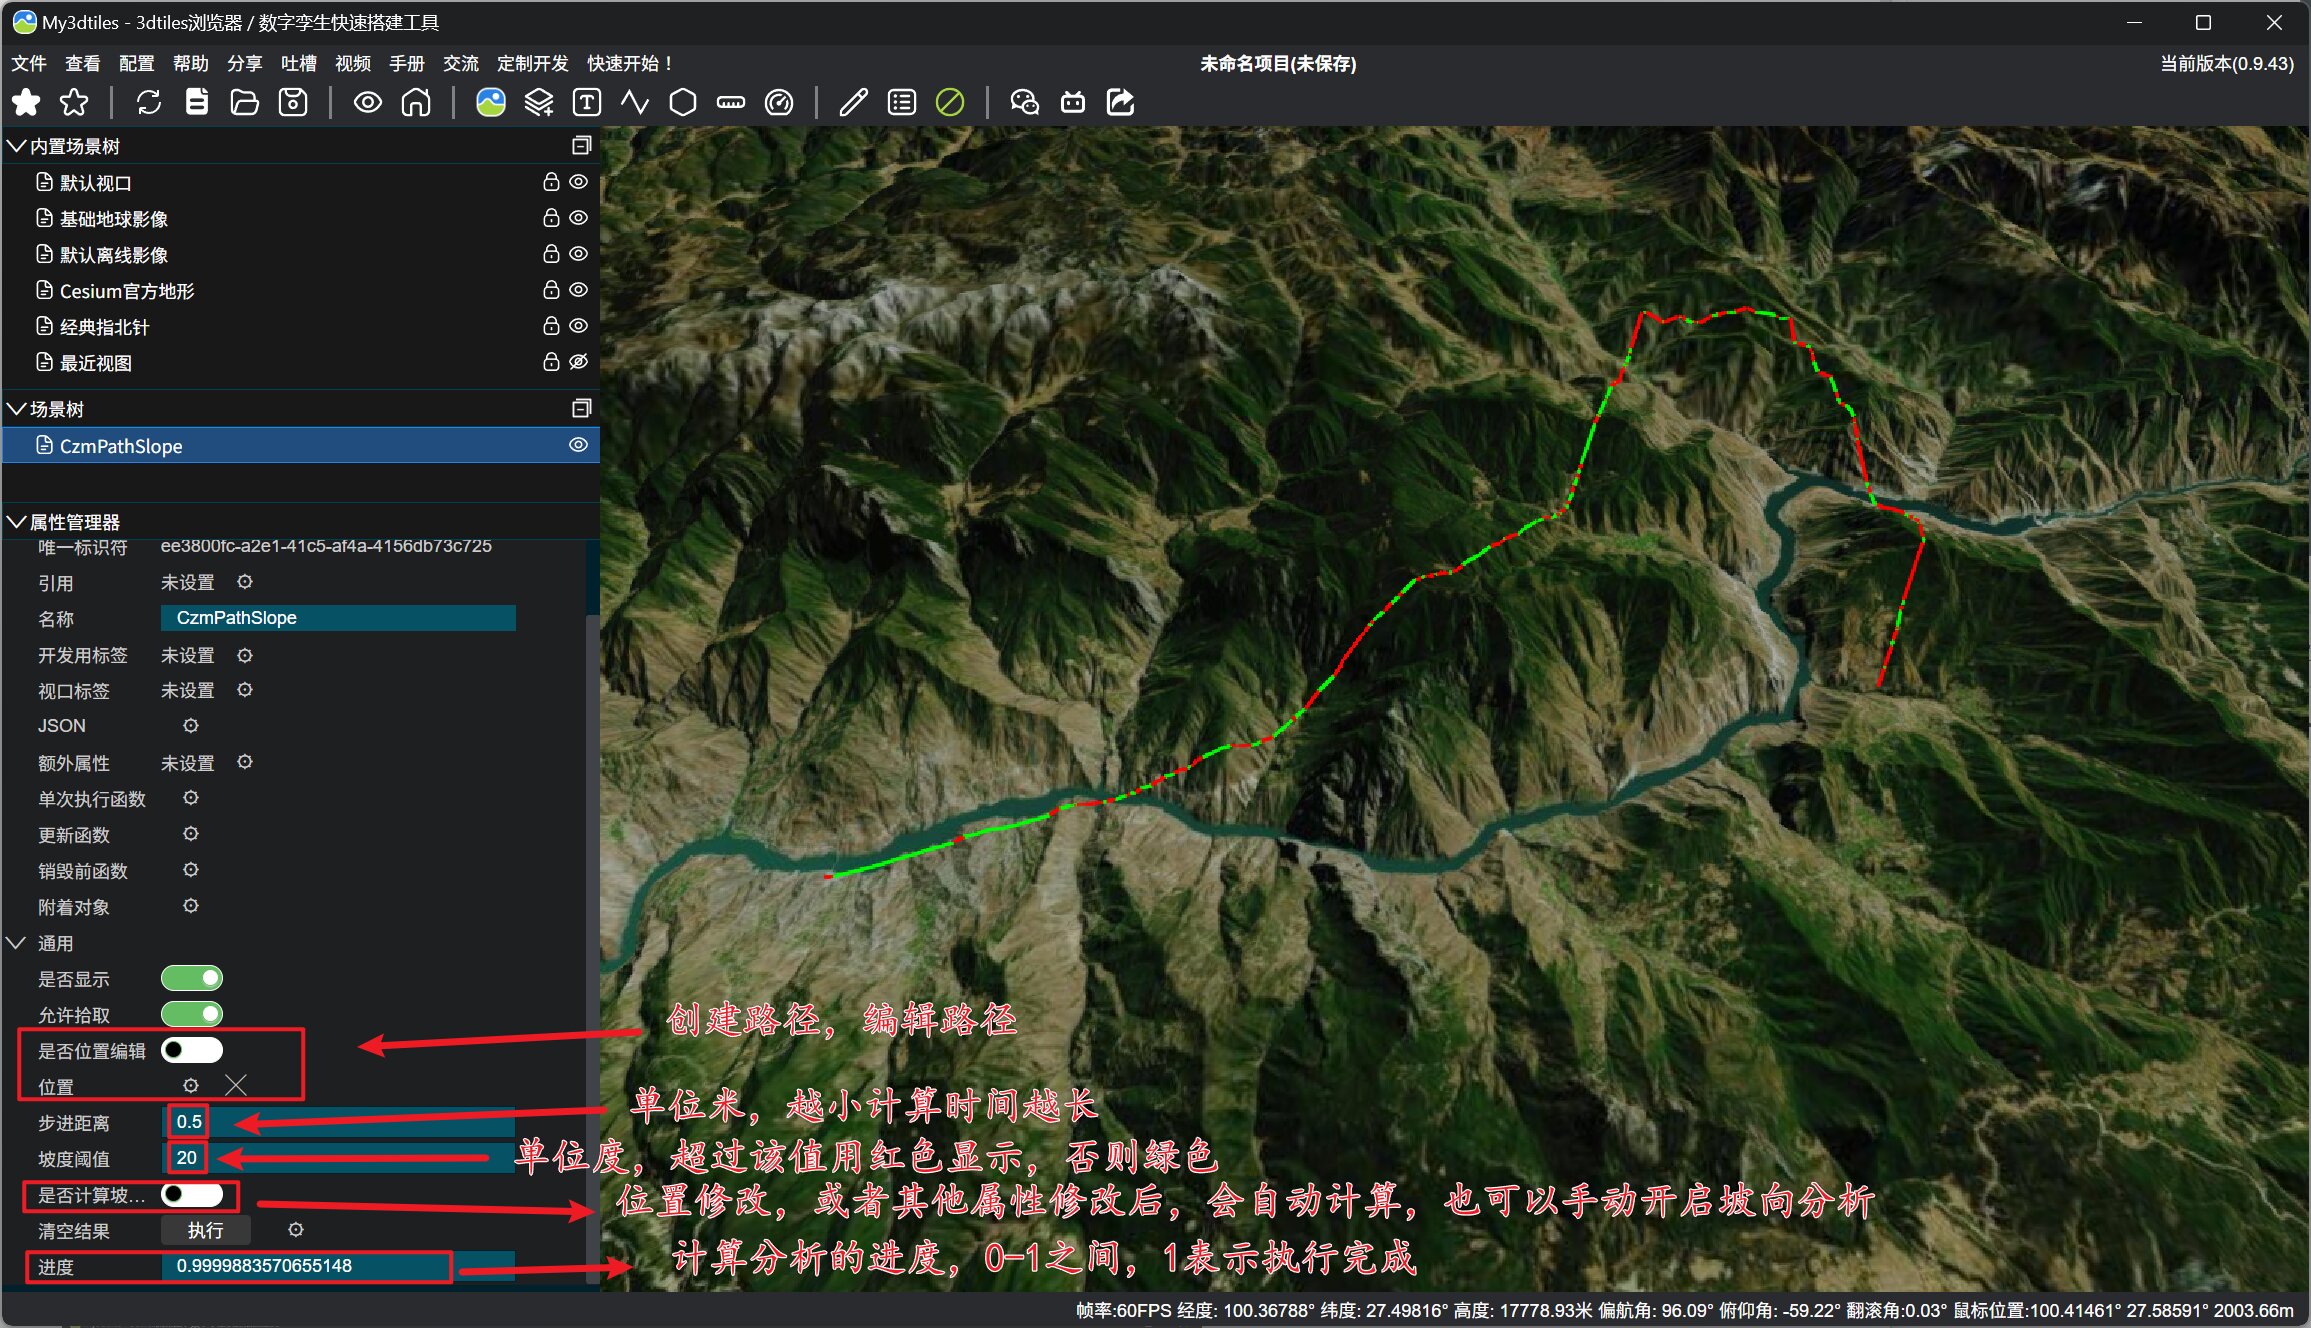 My3dtiles - 3dtiles浏览器 / 数字孪生快速搭建工具
文件 查看 配置 帮助 分享 吐槽 视频 手册 交流 定制开发 快速开始！
未命名项目(未保存)
当前版本(0.9.43)
内置场景树
默认视口
基础地球影像
默认离线影像
Cesium官方地形
经典指北针
最近视图
场景树
CzmPathSlope
属性管理器
唯一标识符 ee3800fc-a2e1-41c5-af4a-4156db73c725
引用 未设置
名称 CzmPathSlope
开发用标签 未设置
视口标签 未设置
JSON
额外属性 未设置
单次执行函数
更新函数
销毁前函数
附着对象
通用
是否显示
允许拾取
是否位置编辑
位置
创建路径，编辑路径
步进距离 0.5
单位米，越小计算时间越长
坡度阈值 20
单位度，超过该值用红色显示，否则绿色
是否计算坡...
位置修改，或者其他属性修改后，会自动计算，也可以手动开启坡向分析
清空结果 执行
进度 0.9999883570655148
计算分析的进度，0-1之间，1表示执行完成
帧率:60FPS 经度: 100.36788° 纬度: 27.49816° 高度: 17778.93米 偏航角: 96.09° 俯仰角: -59.22° 翻滚角:0.03° 鼠标位置:100.41461° 27.58591° 2003.66m